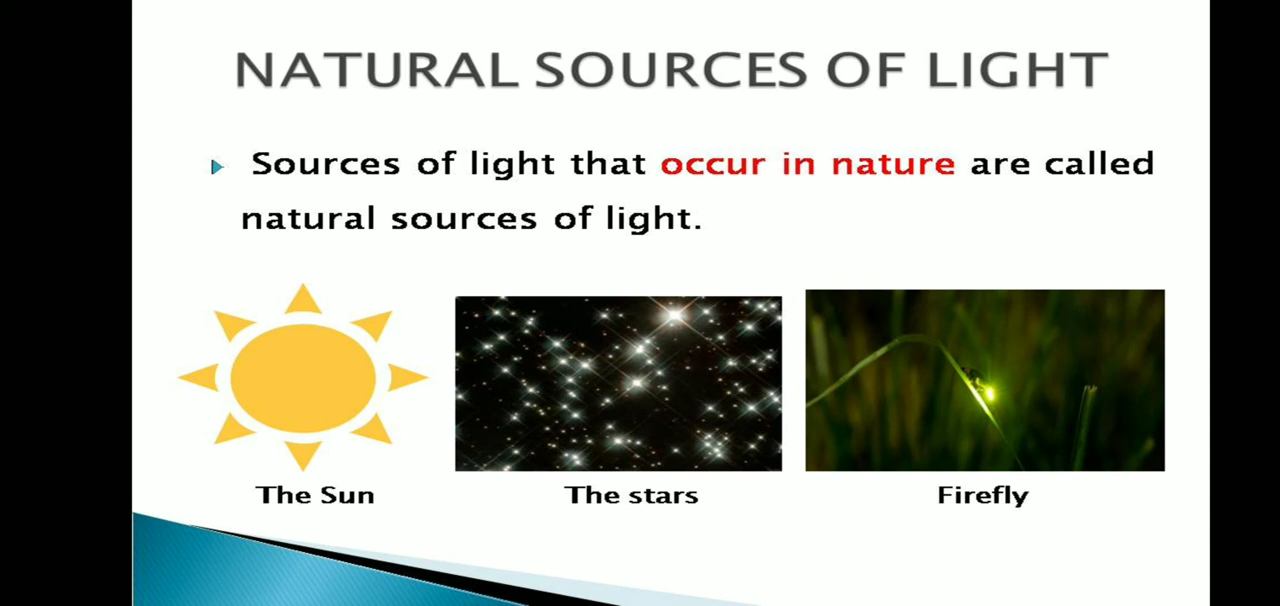 NATURAL SOURCES OF LIGHT
Sources of light that occur in nature are called
natural sources of light.
The Sun
The stars
Firefly